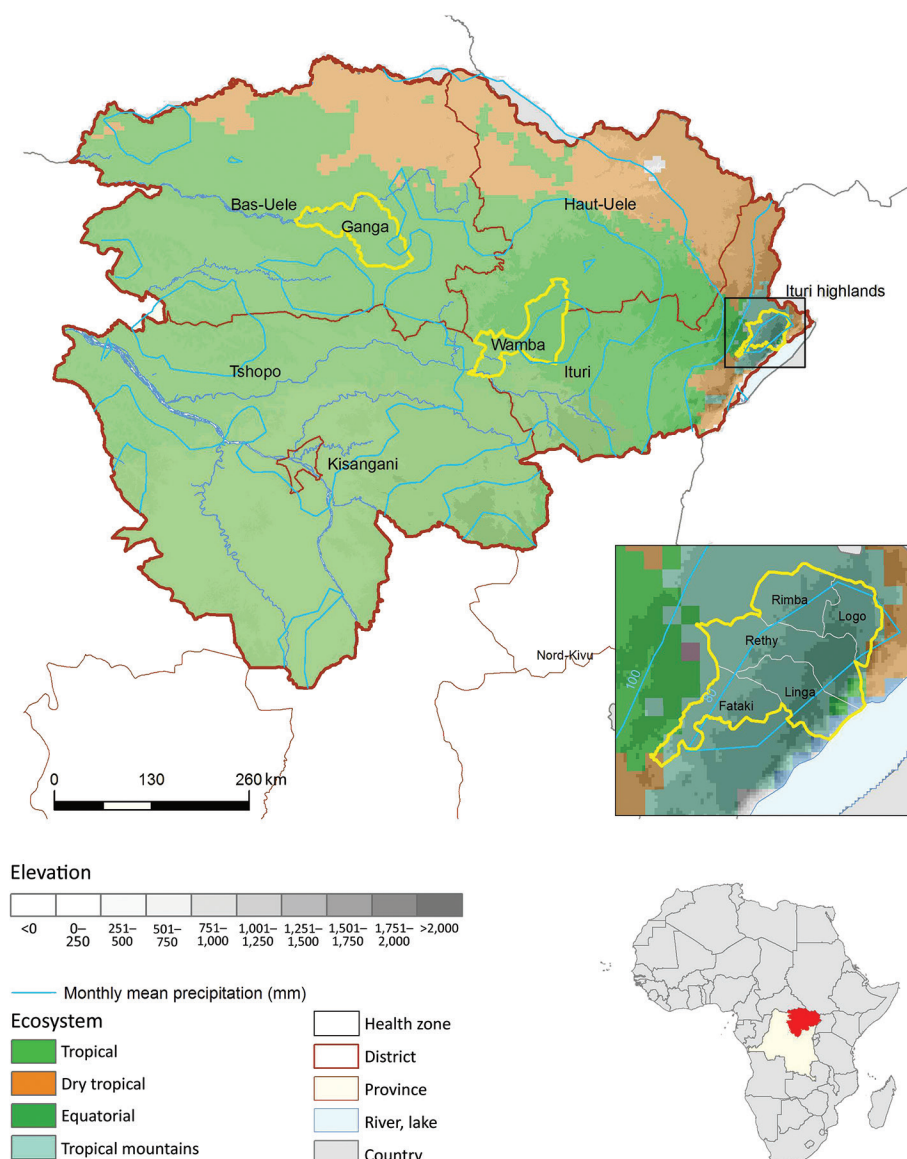 Bas-Uele
Haut-Uele
Ganga
Ituri highlands
Wamba
Tshopo
Ituri
Kisangani
Nord-Kivu
Rimba
Logo
Rethy
Linga
Fataki
100
80
0 130 260 km
Elevation
<0 0–250 251–500 501–750 751–1,000 1,001–1,250 1,251–1,500 1,501–1,750 1,751–2,000 >2,000
Monthly mean precipitation (mm)
Ecosystem
Tropical
Dry tropical
Equatorial
Tropical mountains
Health zone
District
Province
River, lake
Country